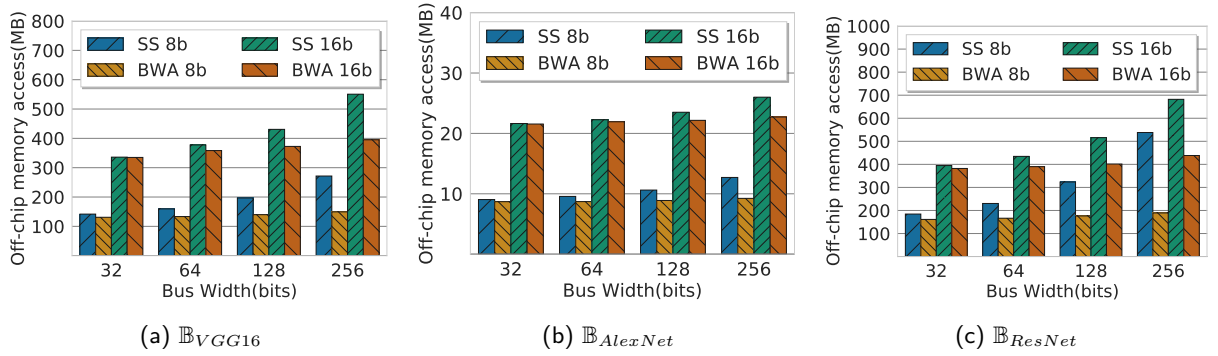 Off-chip memory access(MB)
800
700
600
500
400
300
200
100
SS 8b
BWA 8b
SS 16b
BWA 16b
32 64 128 256
Bus Width(bits)
(a) 𝔹VGG16
Off-chip memory access(MB)
40
30
20
10
SS 8b
BWA 8b
SS 16b
BWA 16b
32 64 128 256
Bus Width(bits)
(b) 𝔹AlexNet
Off-chip memory access(MB)
1000
900
800
700
600
500
400
300
200
100
SS 8b
BWA 8b
SS 16b
BWA 16b
32 64 128 256
Bus Width(bits)
(c) 𝔹ResNet